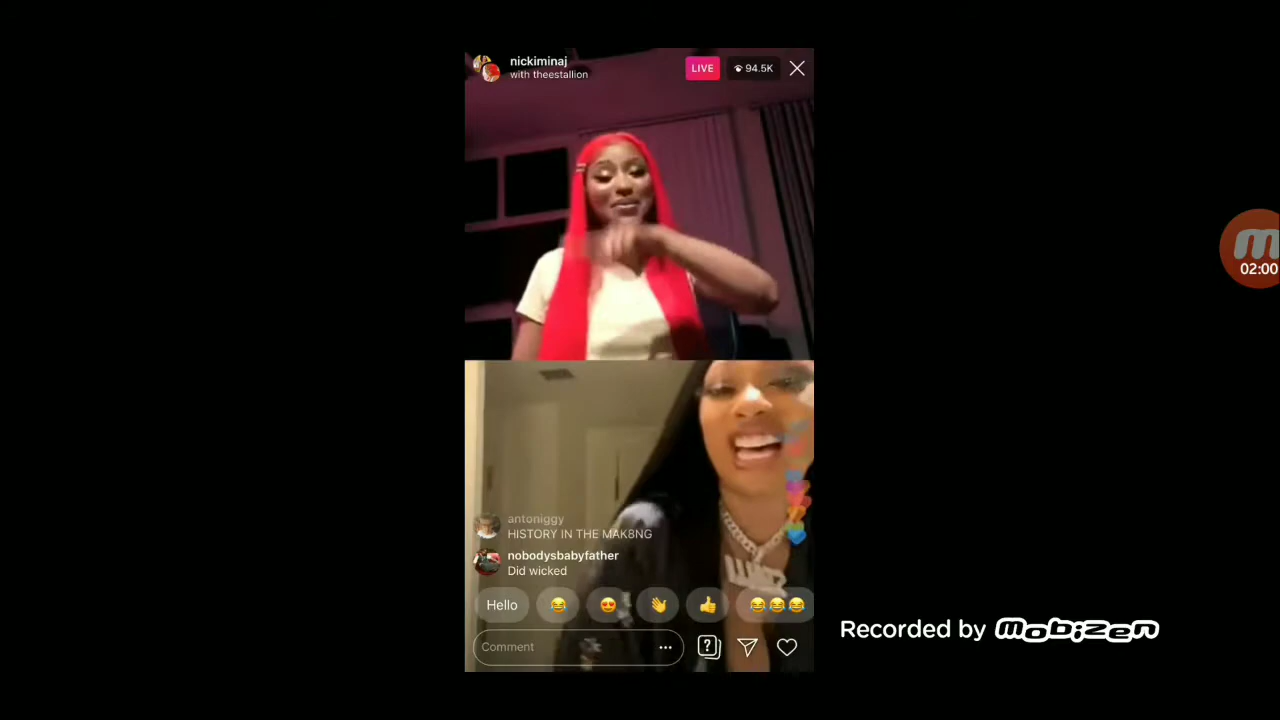 nickiminaj
with theestallion
LIVE
94.5K
02:00
antoniggy
HISTORY IN THE MAK8NG
nobodysbabyfather
Did wicked
Hello
Comment
Recorded by Mobizen